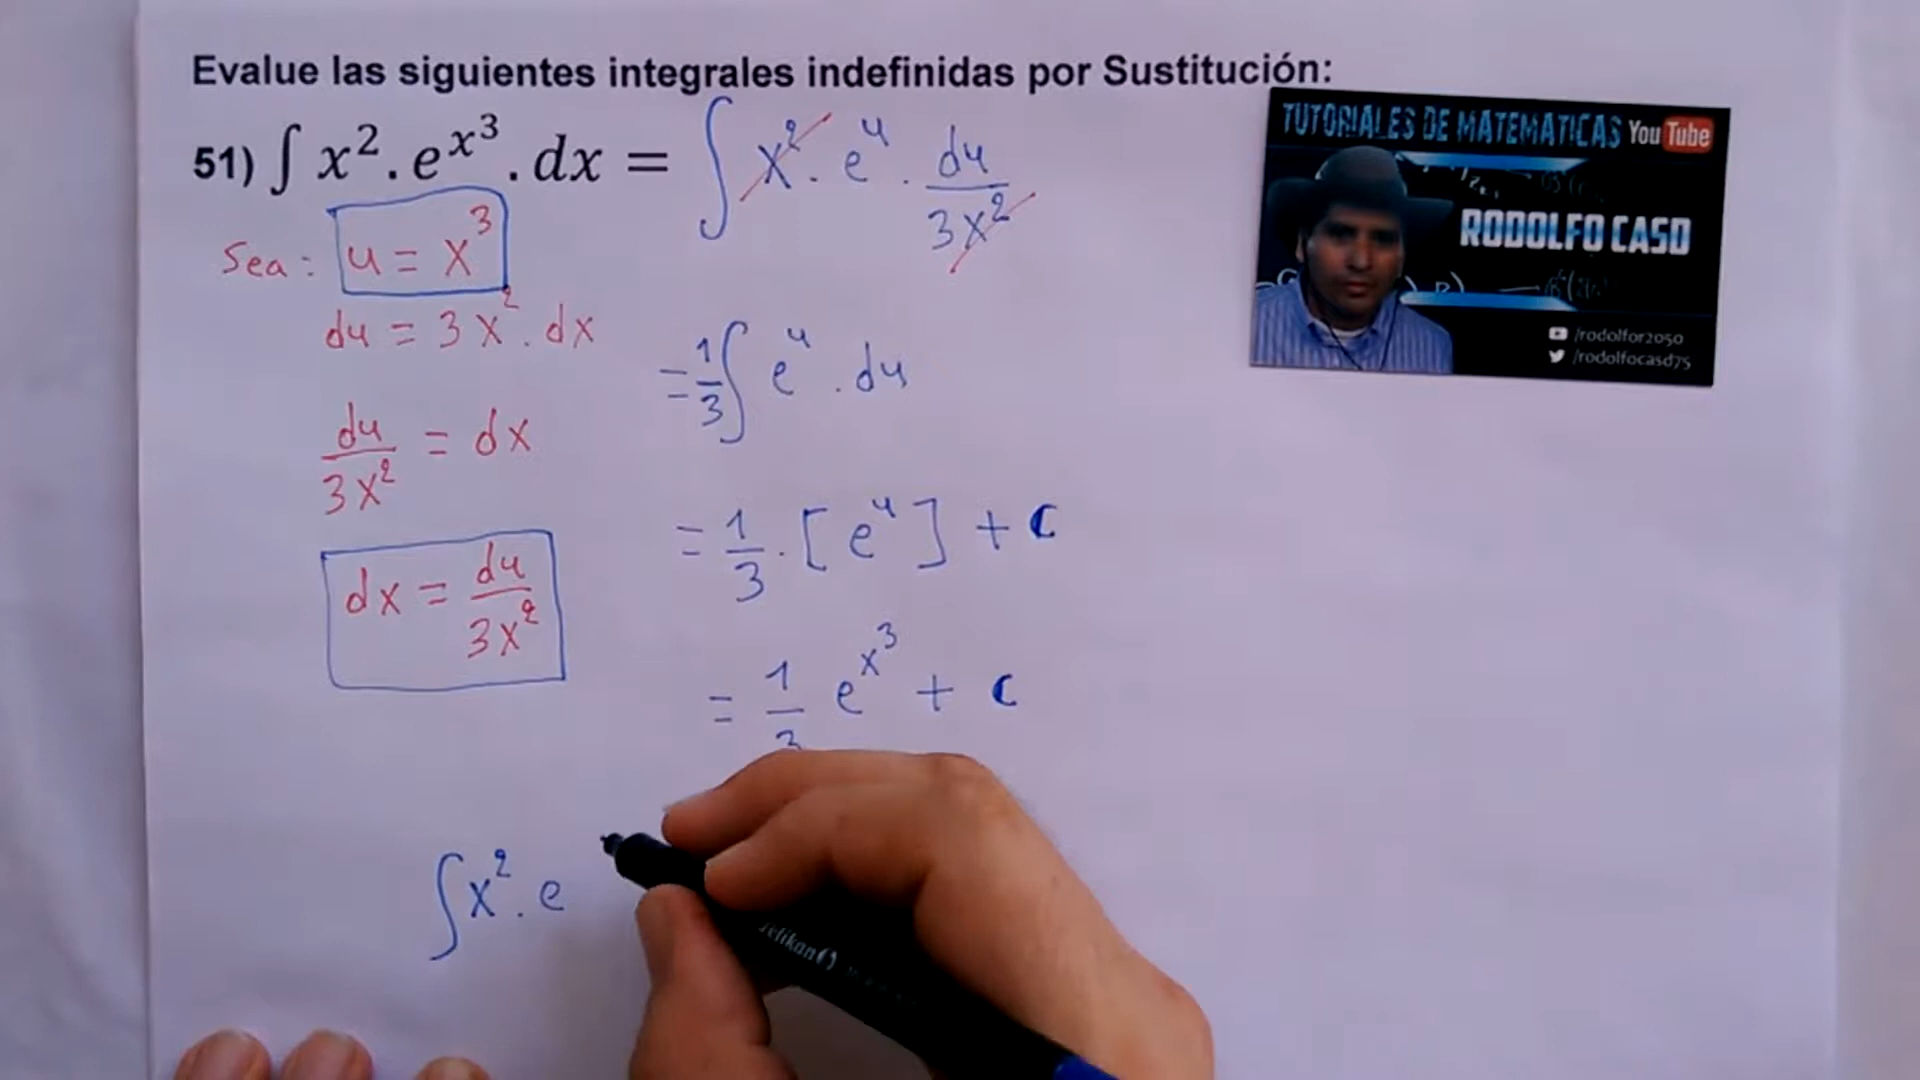 Evalue las siguientes integrales indefinidas por Sustitución:
51) ∫ x². e^x³ . dx = ∫ x² . e^u . du/3x²
Sea : u = x³
du = 3x² . dx
du/3x² = dx
dx = du/3x²
= 1/3 ∫ e^u . du
= 1/3 . [e^u] + C
= 1/3 e^x³ + C
∫x² . e
TUTORIALES DE MATEMATICAS YouTube
RODOLFO CASD
/rodolfor2050
/rodolfocasd75
pelikan